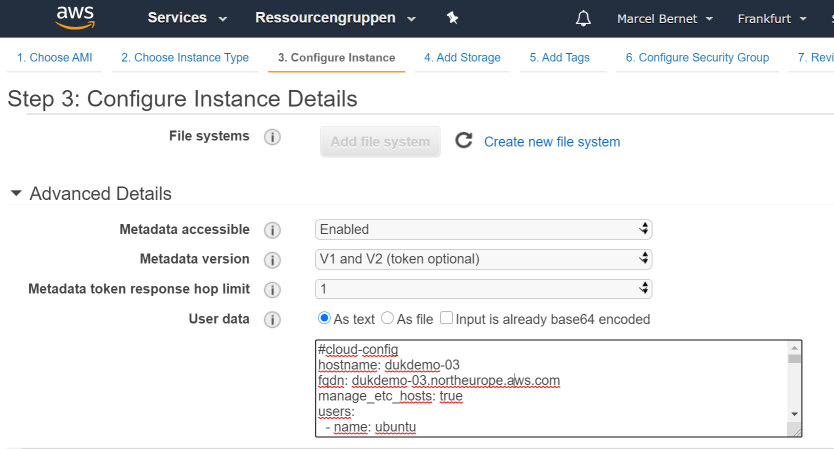 aws Services Ressourcengruppen Marcel Bernet Frankfurt
1. Choose AMI 2. Choose Instance Type 3. Configure Instance 4. Add Storage 5. Add Tags 6. Configure Security Group 7. Revi
Step 3: Configure Instance Details
File systems Add file system Create new file system
Advanced Details
Metadata accessible Enabled
Metadata version V1 and V2 (token optional)
Metadata token response hop limit 1
User data As text As file Input is already base64 encoded
#cloud-config
hostname: dukdemo-03
fqdn: dukdemo-03.northeurope.aws.com
manage_etc_hosts: true
users:
- name: ubuntu